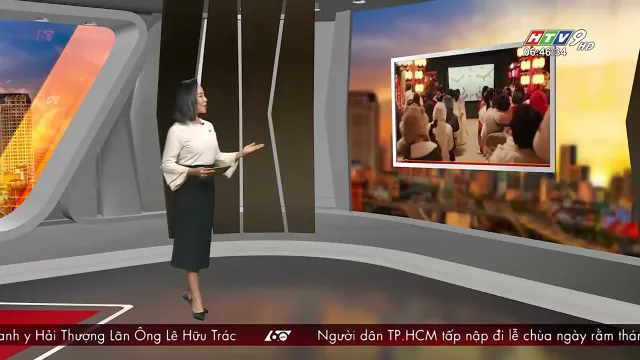 HTV9 HD
06:46:34
anh y Hải Thượng Lãn Ông Lê Hữu Trác 60 Người dân TP.HCM tấp nập đi lễ chùa ngày rằm thán